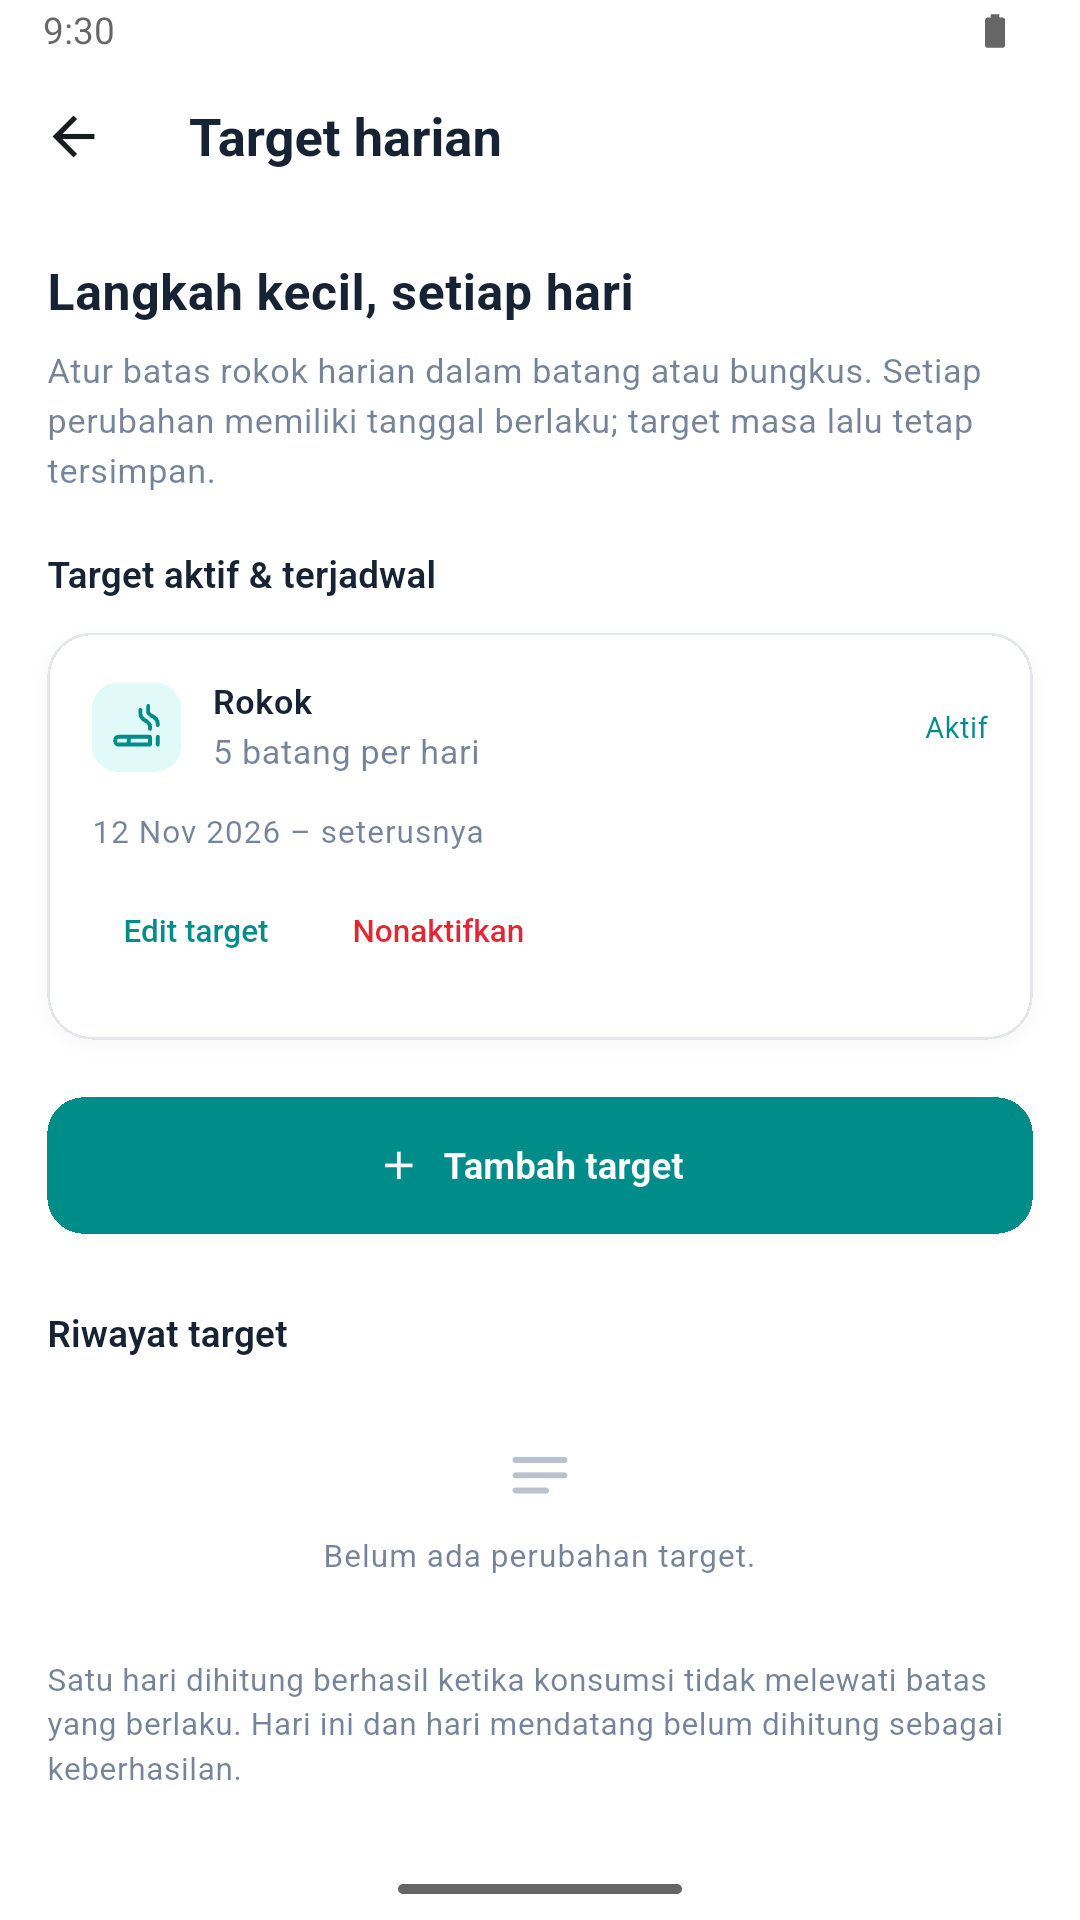 9:30
Target harian
Langkah kecil, setiap hari
Atur batas rokok harian dalam batang atau bungkus. Setiap
perubahan memiliki tanggal berlaku; target masa lalu tetap
tersimpan.
Target aktif & terjadwal
Rokok
5 batang per hari
Aktif
12 Nov 2026 – seterusnya
Edit target
Nonaktifkan
+ Tambah target
Riwayat target
Belum ada perubahan target.
Satu hari dihitung berhasil ketika konsumsi tidak melewati batas
yang berlaku. Hari ini dan hari mendatang belum dihitung sebagai
keberhasilan.